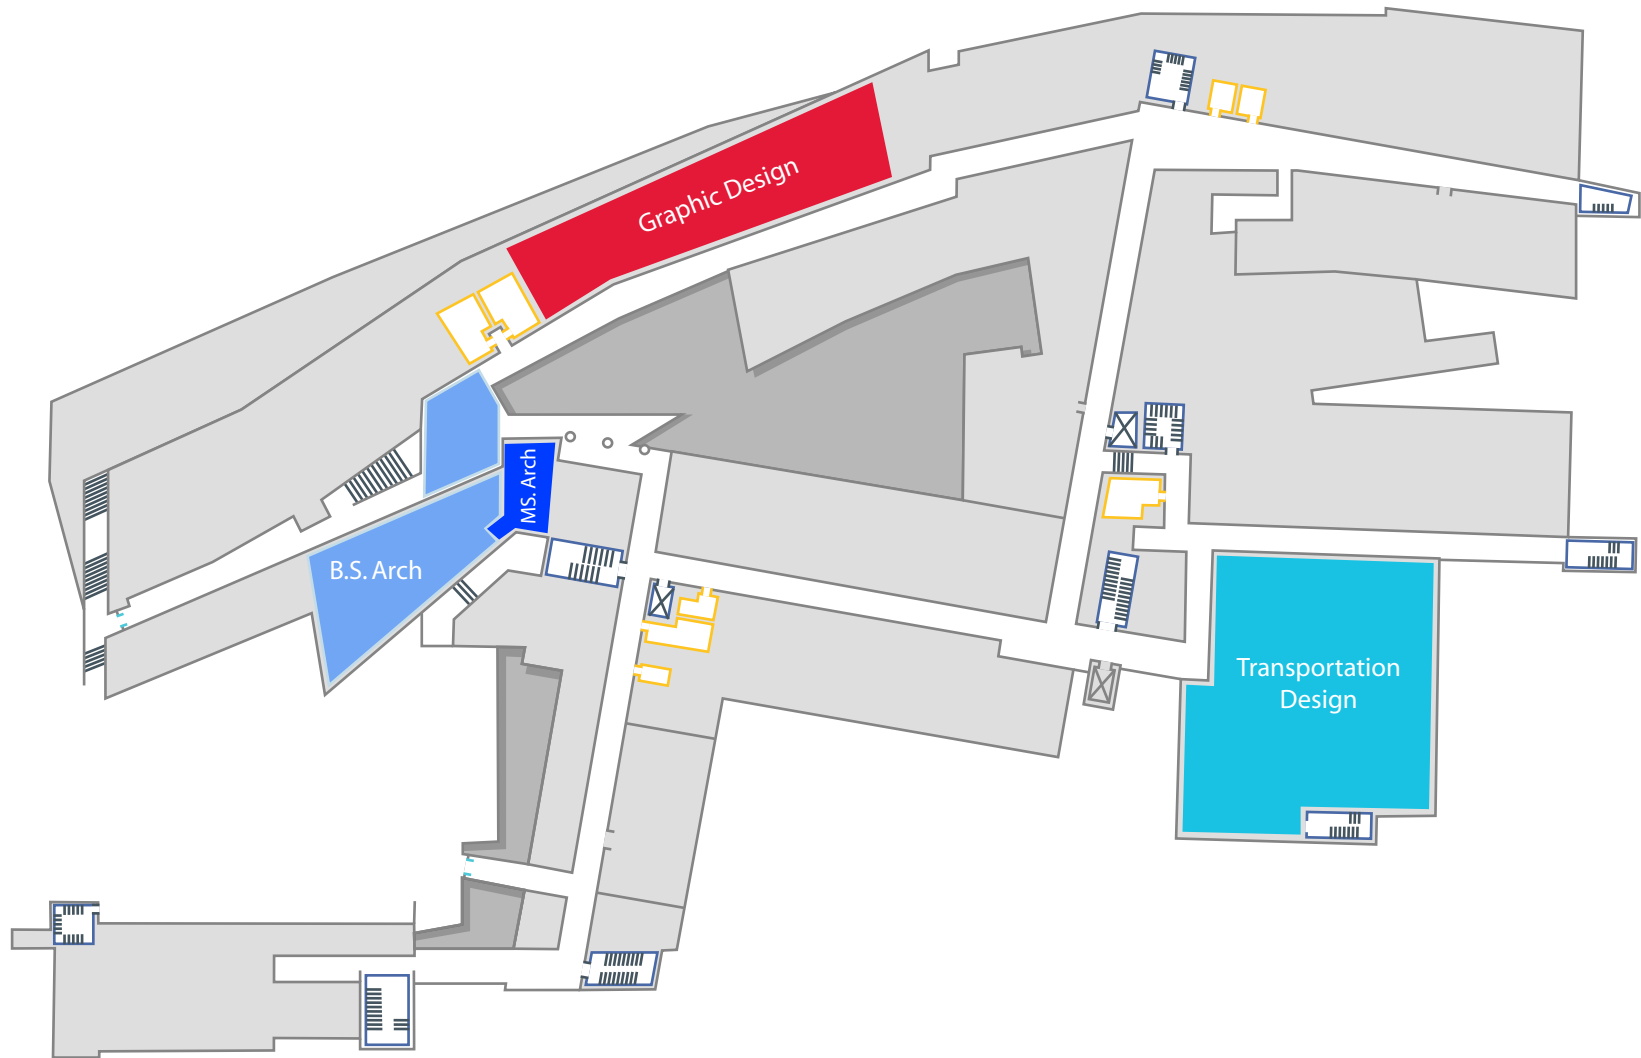 Graphic Design
MS. Arch
B.S. Arch
Transportation
Design